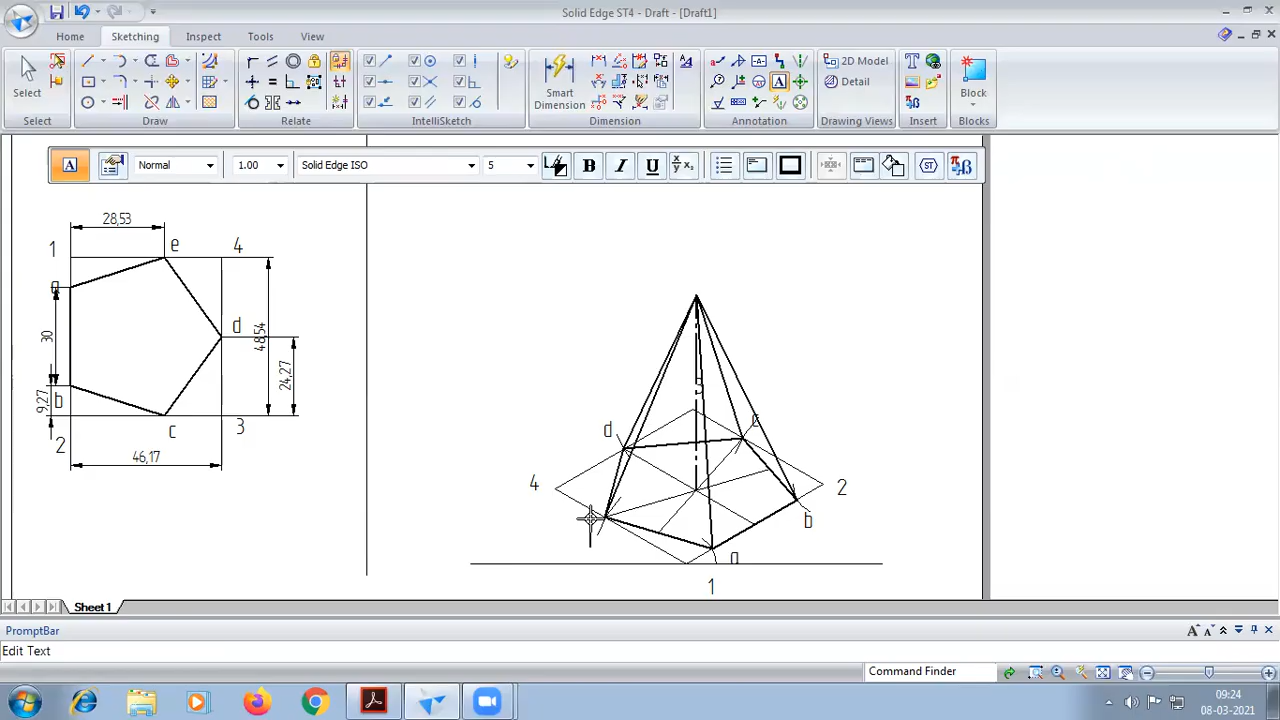 Solid Edge ST4 - Draft - [Draft1]
Home Sketching Inspect Tools View
Select
Smart Dimension
A
T
2D Model
Detail
Block
Select Draw Relate IntelliSketch Dimension Annotation Drawing Views Insert Blocks
A Normal 1.00 Solid Edge ISO 5 B I U ST
28,53
1 e 4
a
30
d
48,54
24,27
9,27
b
c 3
2
46,17
3
d c
4 2
b
a
1
Sheet 1
PromptBar
Edit Text
Command Finder
09:24
08-03-2021